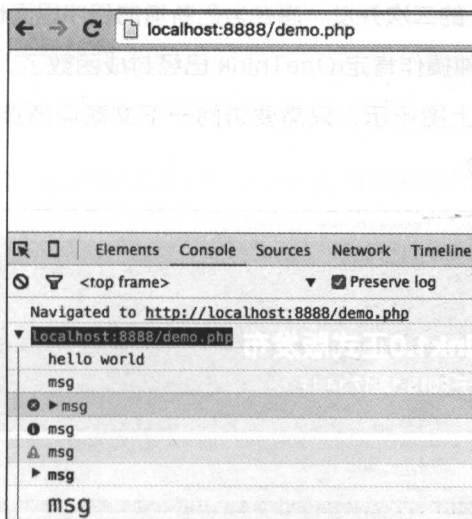 localhost:8888/demo.php
Elements Console Sources Network Timeline
<top frame> Preserve log
Navigated to http://localhost:8888/demo.php
localhost:8888/demo.php
hello world
msg
msg
msg
msg
msg
msg